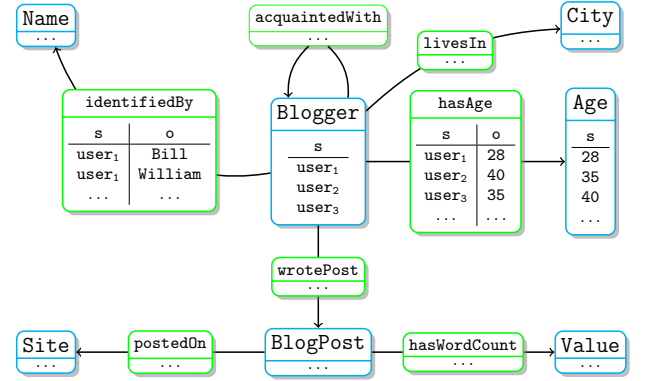 Name
...
acquaintedWith
...
livesIn
...
City
...
identifiedBy
s o
user₁ Bill
user₁ William
... ...
Blogger
s
user₁
user₂
user₃
hasAge
s o
user₁ 28
user₂ 40
user₃ 35
... ...
Age
s
28
35
40
...
wrotePost
...
Site
...
postedOn
...
BlogPost
...
hasWordCount
...
Value
...